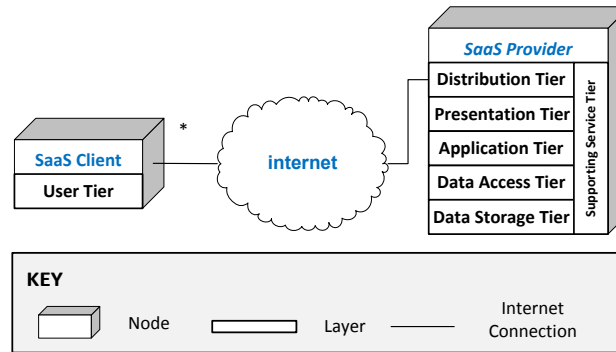 SaaS Provider
Distribution Tier
Presentation Tier
Application Tier
Data Access Tier
Data Storage Tier
Supporting Service Tier
*
SaaS Client
User Tier
internet
KEY
Node
Layer
Internet
Connection